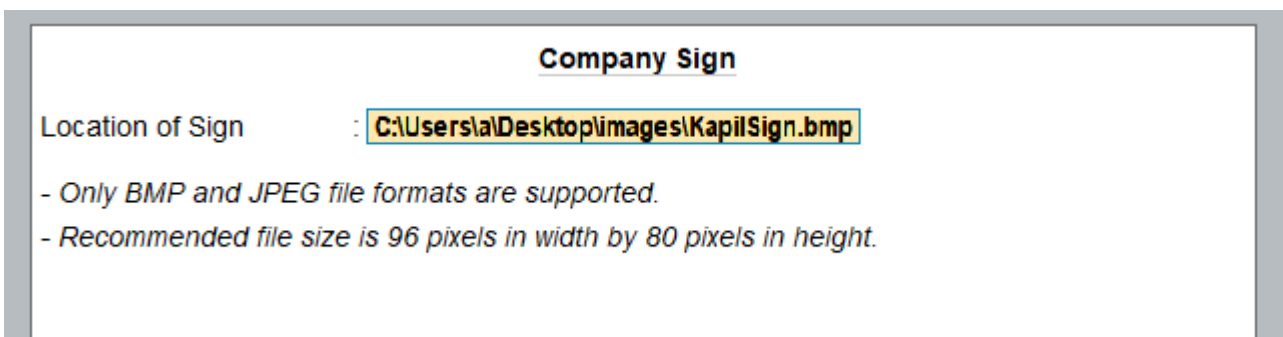 Company Sign
Location of Sign : C:\Users\a\Desktop\images\KapilSign.bmp
- Only BMP and JPEG file formats are supported.
- Recommended file size is 96 pixels in width by 80 pixels in height.